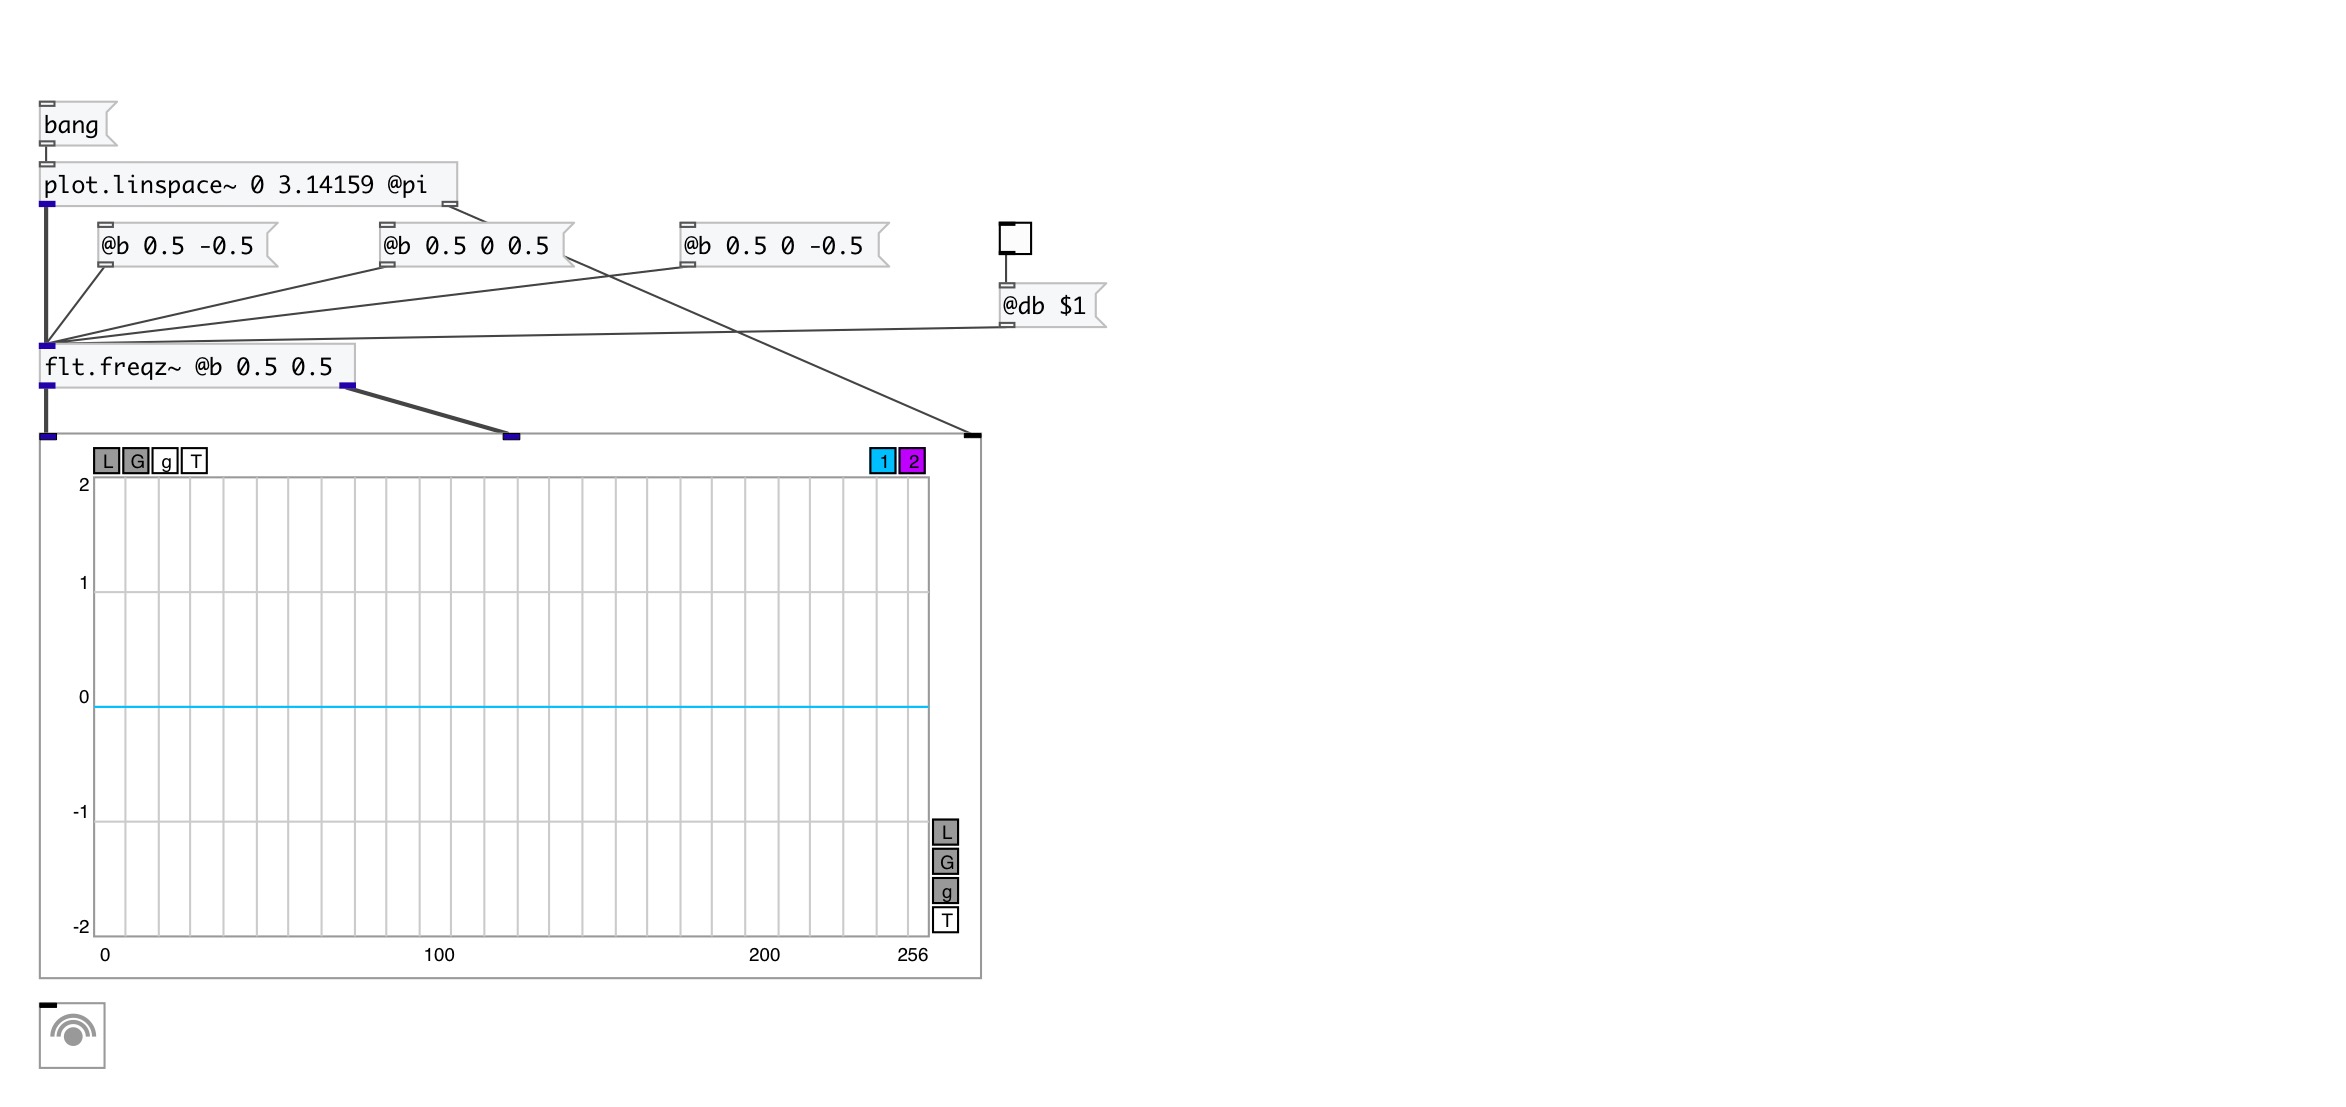 bang
plot.linspace~ 0 3.14159 @pi
@b 0.5 -0.5
@b 0.5 0 0.5
@b 0.5 0 -0.5
@db $1
flt.freqz~ @b 0.5 0.5
L G g T
1 2
2
1
0
-1
-2
L
G
g
T
0 100 200 256